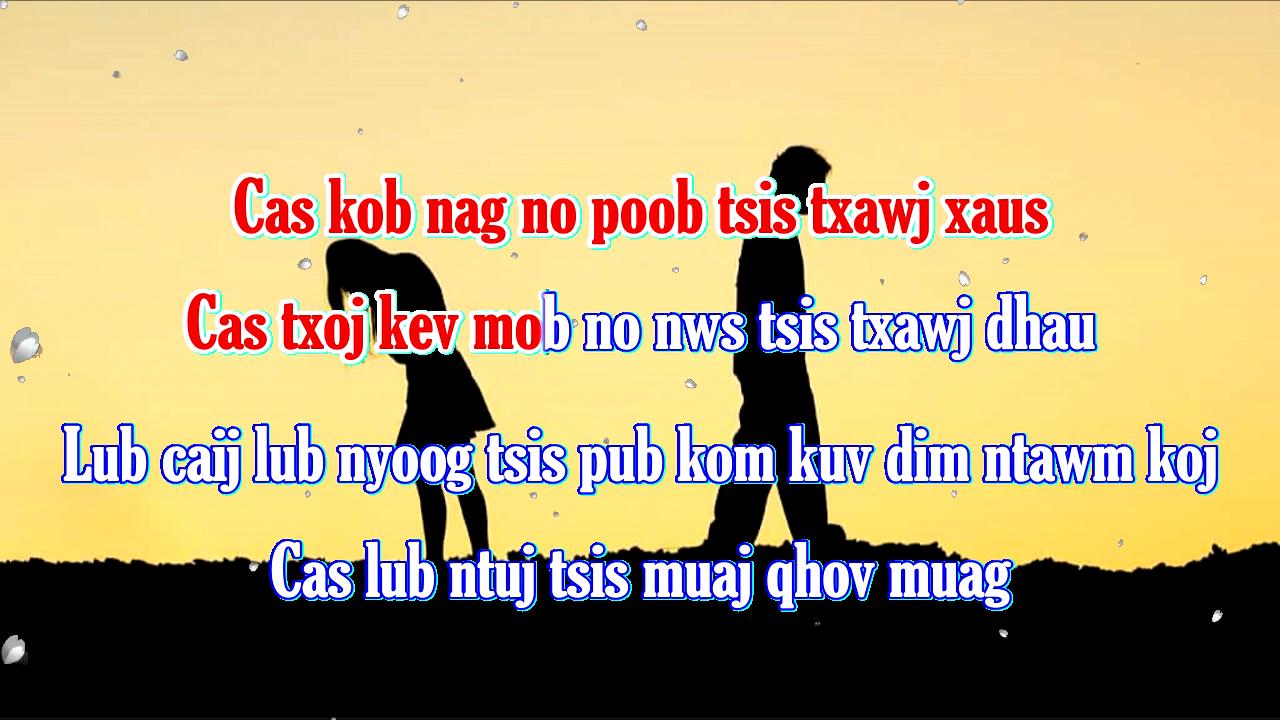 Cas kob nag no poob tsis txawj xaus
Cas txoj kev mob no nws tsis txawj dhau
Lub caij lub nyoog tsis pub kom kuv dim ntawm koj
Cas lub ntuj tsis muaj qhov muag